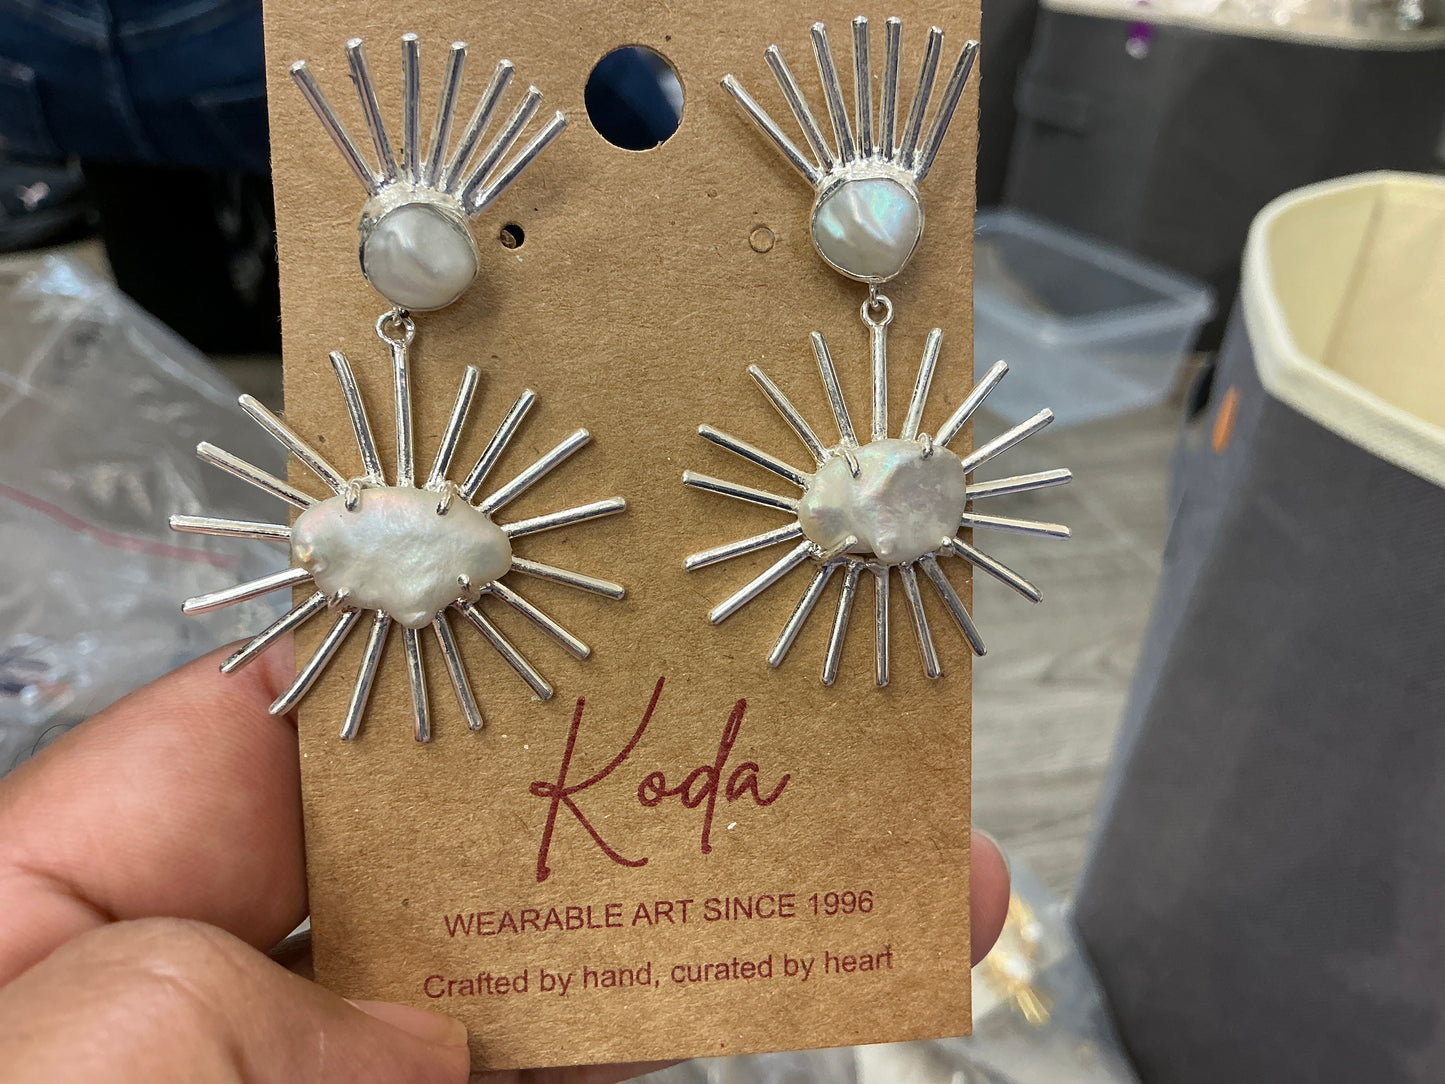 Koda
WEARABLE ART SINCE 1996
Crafted by hand, curated by heart